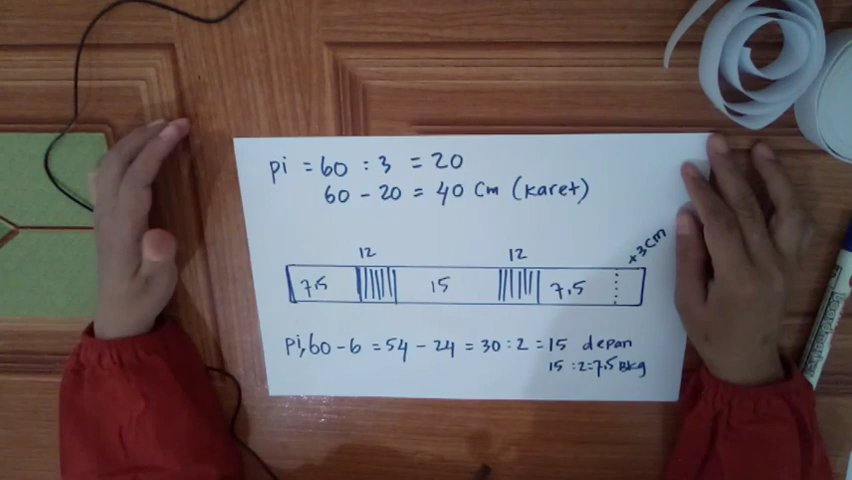 pi = 60 : 3 = 20
60 - 20 = 40 Cm (karet)
12 12 +3cm
7.5 15 7.5
pi, 60 - 6 = 54 - 24 = 30 : 2 = 15 depan
15 : 2 = 7.5 Bkg